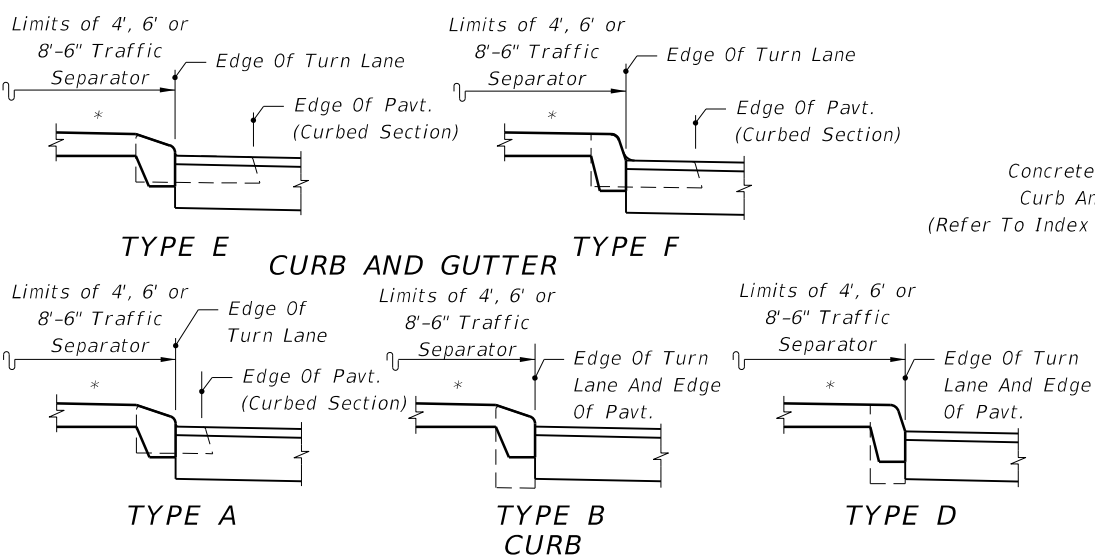 Limits of 4', 6' or
8'-6" Traffic
Separator
Edge Of Turn Lane
Edge Of Pavt.
(Curbed Section)
*
TYPE E
Limits of 4', 6' or
8'-6" Traffic
Separator
Edge Of Turn Lane
Edge Of Pavt.
(Curbed Section)
*
TYPE F
Concrete
Curb An
(Refer To Index
CURB AND GUTTER
Limits of 4', 6' or
8'-6" Traffic
Separator
Edge Of
Turn Lane
Edge Of Pavt.
(Curbed Section)
*
TYPE A
Limits of 4', 6' or
8'-6" Traffic
Separator
Edge Of Turn
Lane And Edge
Of Pavt.
*
TYPE B
Limits of 4', 6' or
8'-6" Traffic
Separator
Edge Of Turn
Lane And Edge
Of Pavt.
*
TYPE D
CURB